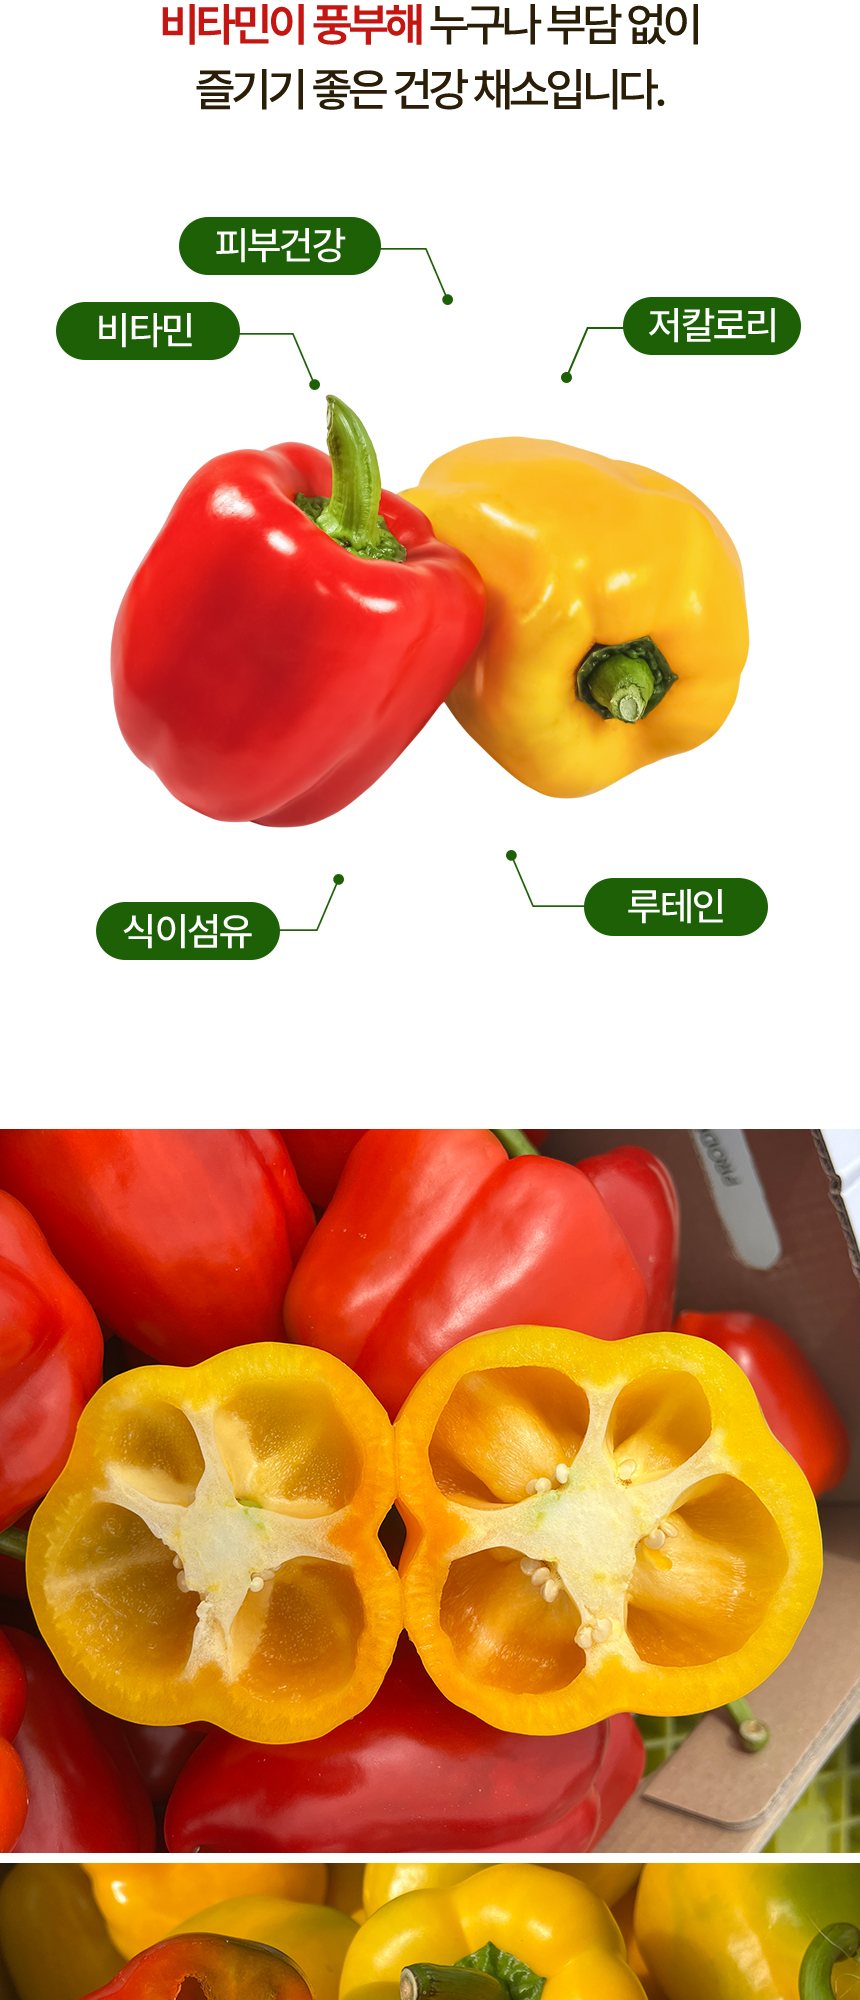 비타민이 풍부해 누구나 부담 없이
즐기기 좋은 건강 채소입니다.
피부건강
비타민
저칼로리
식이섬유
루테인